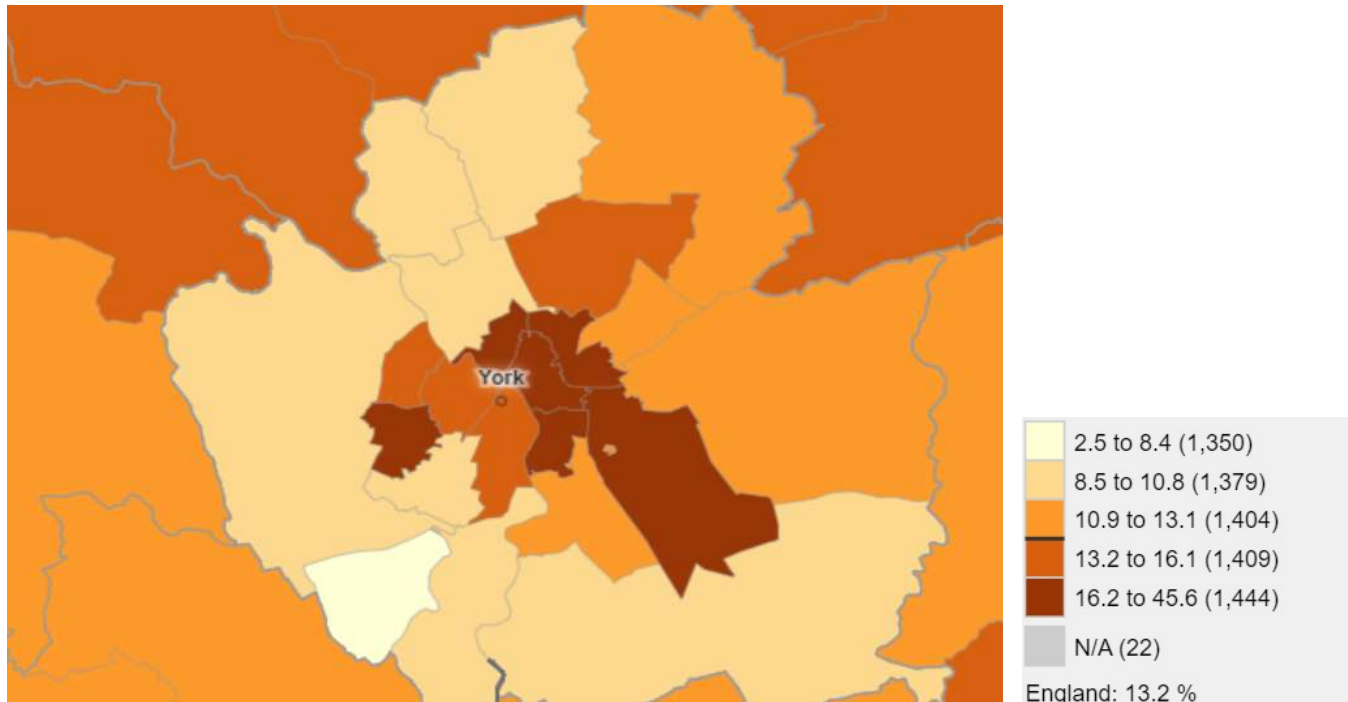 York
2.5 to 8.4 (1,350)
8.5 to 10.8 (1,379)
10.9 to 13.1 (1,404)
13.2 to 16.1 (1,409)
16.2 to 45.6 (1,444)
N/A (22)
England: 13.2 %